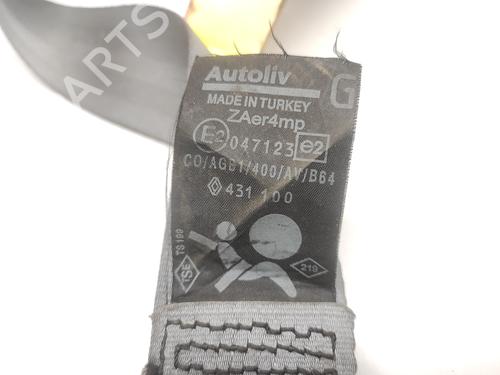 Autoliv
G
MADE IN TURKEY
ZAer4mp
E2 047123 e2
CO/AGB1/400/AV/B64
431 100
TS 199
TSE
219